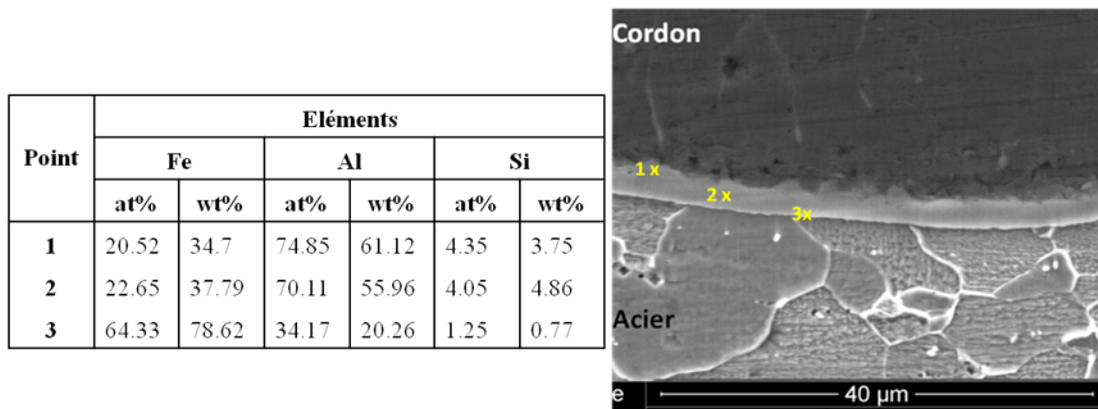 Eléments
Point Fe Al Si
at% wt% at% wt% at% wt%
1 20.52 34.7 74.85 61.12 4.35 3.75
2 22.65 37.79 70.11 55.96 4.05 4.86
3 64.33 78.62 34.17 20.26 1.25 0.77
Cordon
1 x
2 x
3x
Acier
e 40 µm